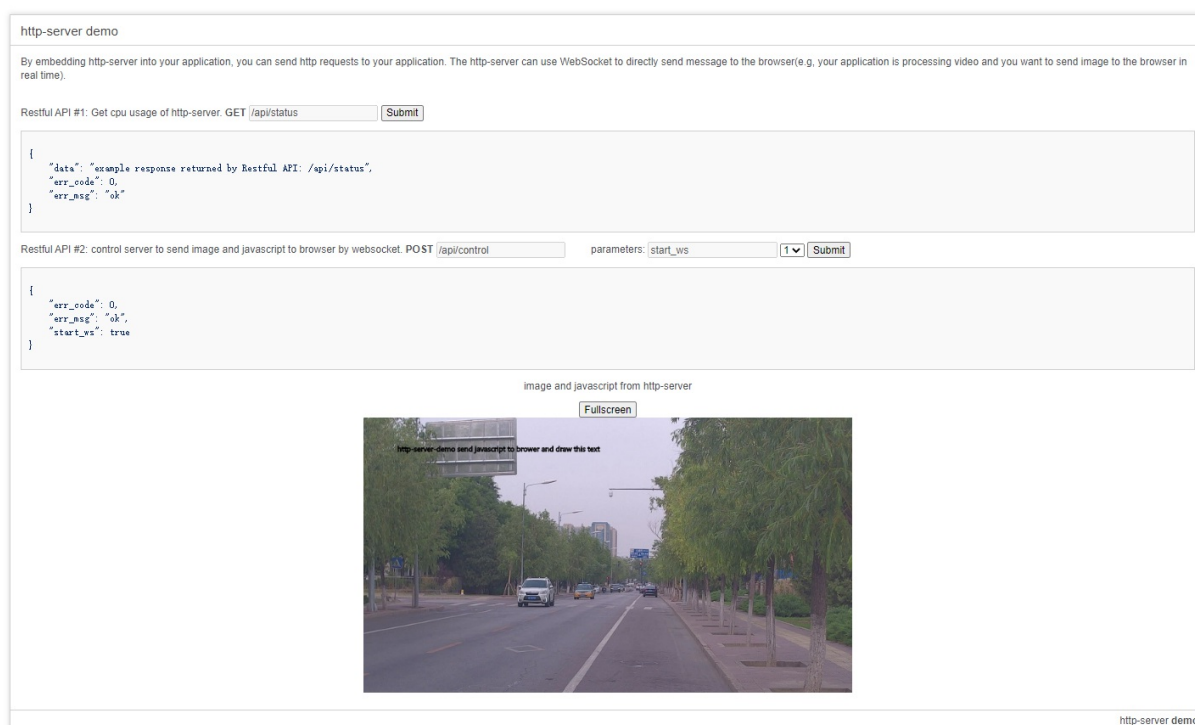 http-server demo
By embedding http-server into your application, you can send http requests to your application. The http-server can use WebSocket to directly send message to the browser(e.g, your application is processing video and you want to send image to the browser in
real time).
Restful API #1: Get cpu usage of http-server. GET /api/status Submit
{
"data": "example response returned by Restful API: /api/status",
"err_code": 0,
"err_msg": "ok"
}
Restful API #2: control server to send image and javascript to browser by websocket. POST /api/control parameters: start_ws 1 Submit
{
"err_code": 0,
"err_msg": "ok",
"start_ws": true
}
image and javascript from http-server
Fullscreen
http-server-demo send javascript to brower and draw this text
http-server demo